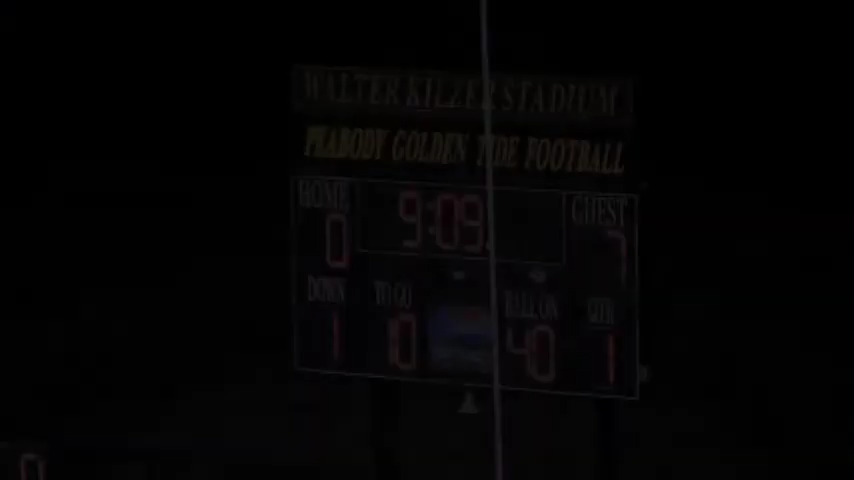 WALTER KILZER STADIUM
PEABODY GOLDEN TIDE FOOTBALL
HOME 9:09 GUEST
0 7
DOWN TO GO BALL ON QTR
1 10 40 1
0